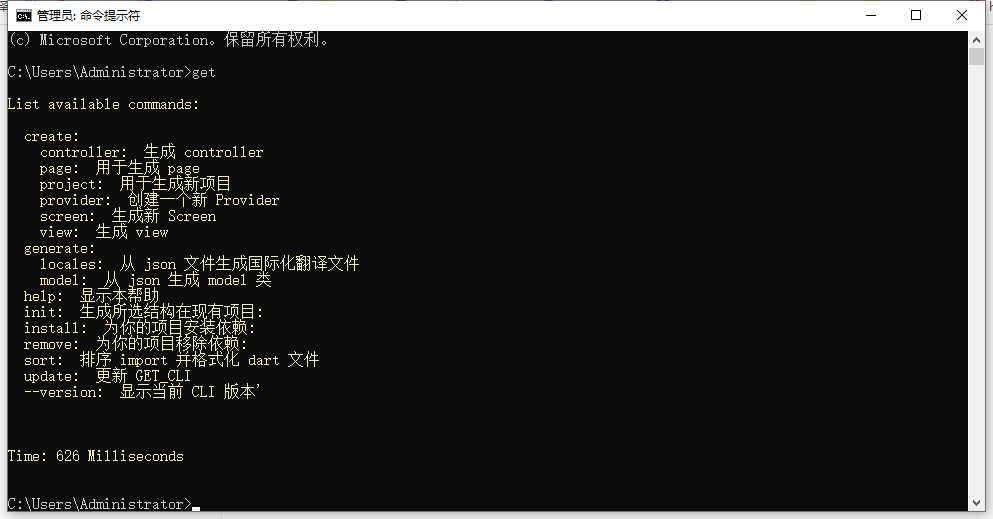 管理员: 命令提示符
(c) Microsoft Corporation。保留所有权利。
C:\Users\Administrator>get
List available commands:
create:
controller: 生成 controller
page: 用于生成 page
project: 用于生成新项目
provider: 创建一个新 Provider
screen: 生成新 Screen
view: 生成 view
generate:
locales: 从 json 文件生成国际化翻译文件
model: 从 json 生成 model 类
help: 显示本帮助
init: 生成所选结构在现有项目:
install: 为你的项目安装依赖:
remove: 为你的项目移除依赖:
sort: 排序 import 并格式化 dart 文件
update: 更新 GET_CLI
--version: 显示当前 CLI 版本'
Time: 626 Milliseconds
C:\Users\Administrator>